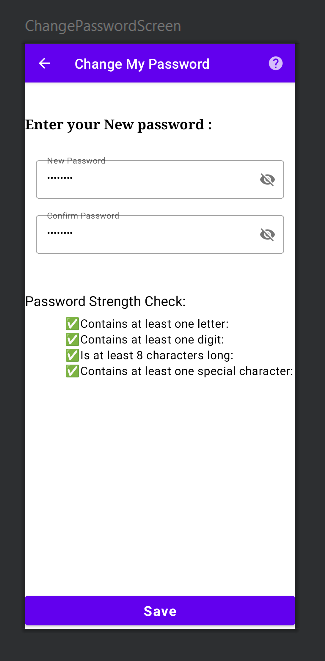 ChangePasswordScreen
Change My Password
Enter your New password :
New Password
••••••••
Confirm Password
••••••••
Password Strength Check:
✅Contains at least one letter:
✅Contains at least one digit:
✅Is at least 8 characters long:
✅Contains at least one special character:
Save